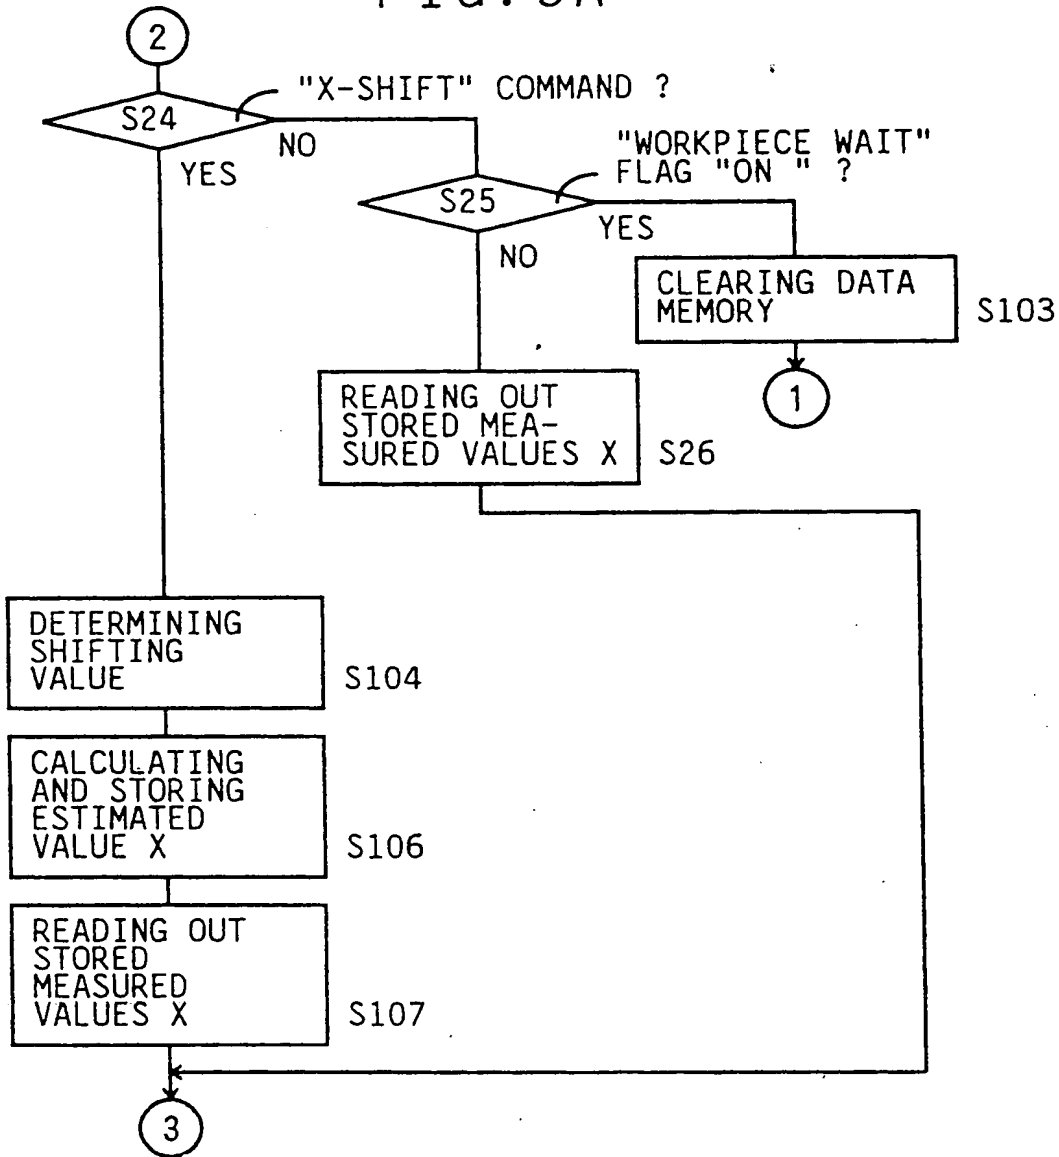 2
"X-SHIFT" COMMAND ?
S24
NO
YES
"WORKPIECE WAIT"
FLAG "ON " ?
S25
YES
NO
CLEARING DATA
MEMORY
S103
1
READING OUT
STORED MEA-
SURED VALUES X
S26
DETERMINING
SHIFTING
VALUE
S104
CALCULATING
AND STORING
ESTIMATED
VALUE X
S106
READING OUT
STORED
MEASURED
VALUES X
S107
3